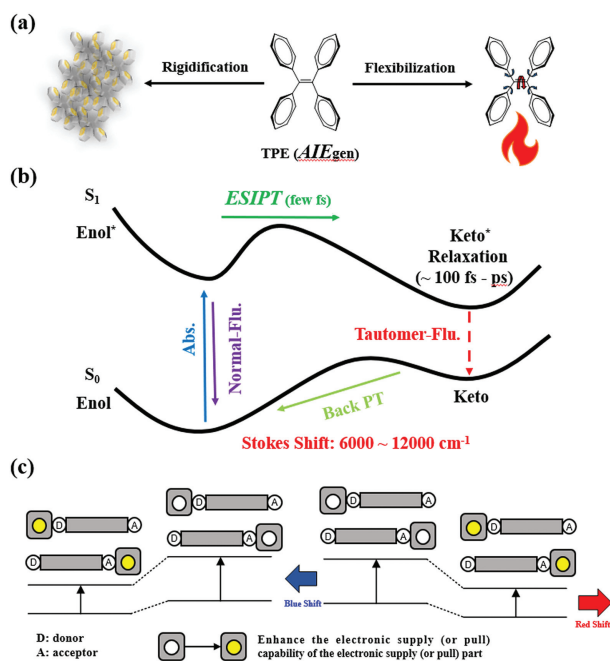 (a)
Rigidification
Flexibilization
TPE (AIEgen)
(b)
S1
Enol*
ESIPT (few fs)
Keto*
Relaxation
(~ 100 fs - ps)
Abs.
Normal-Flu.
Tautomer-Flu.
S0
Enol
Back PT
Keto
Stokes Shift: 6000 ~ 12000 cm-1
(c)
D A D A
D A D A
D A D A
D A D A
Blue Shift
Red Shift
D: donor
A: acceptor
Enhance the electronic supply (or pull)
capability of the electronic supply (or pull) part